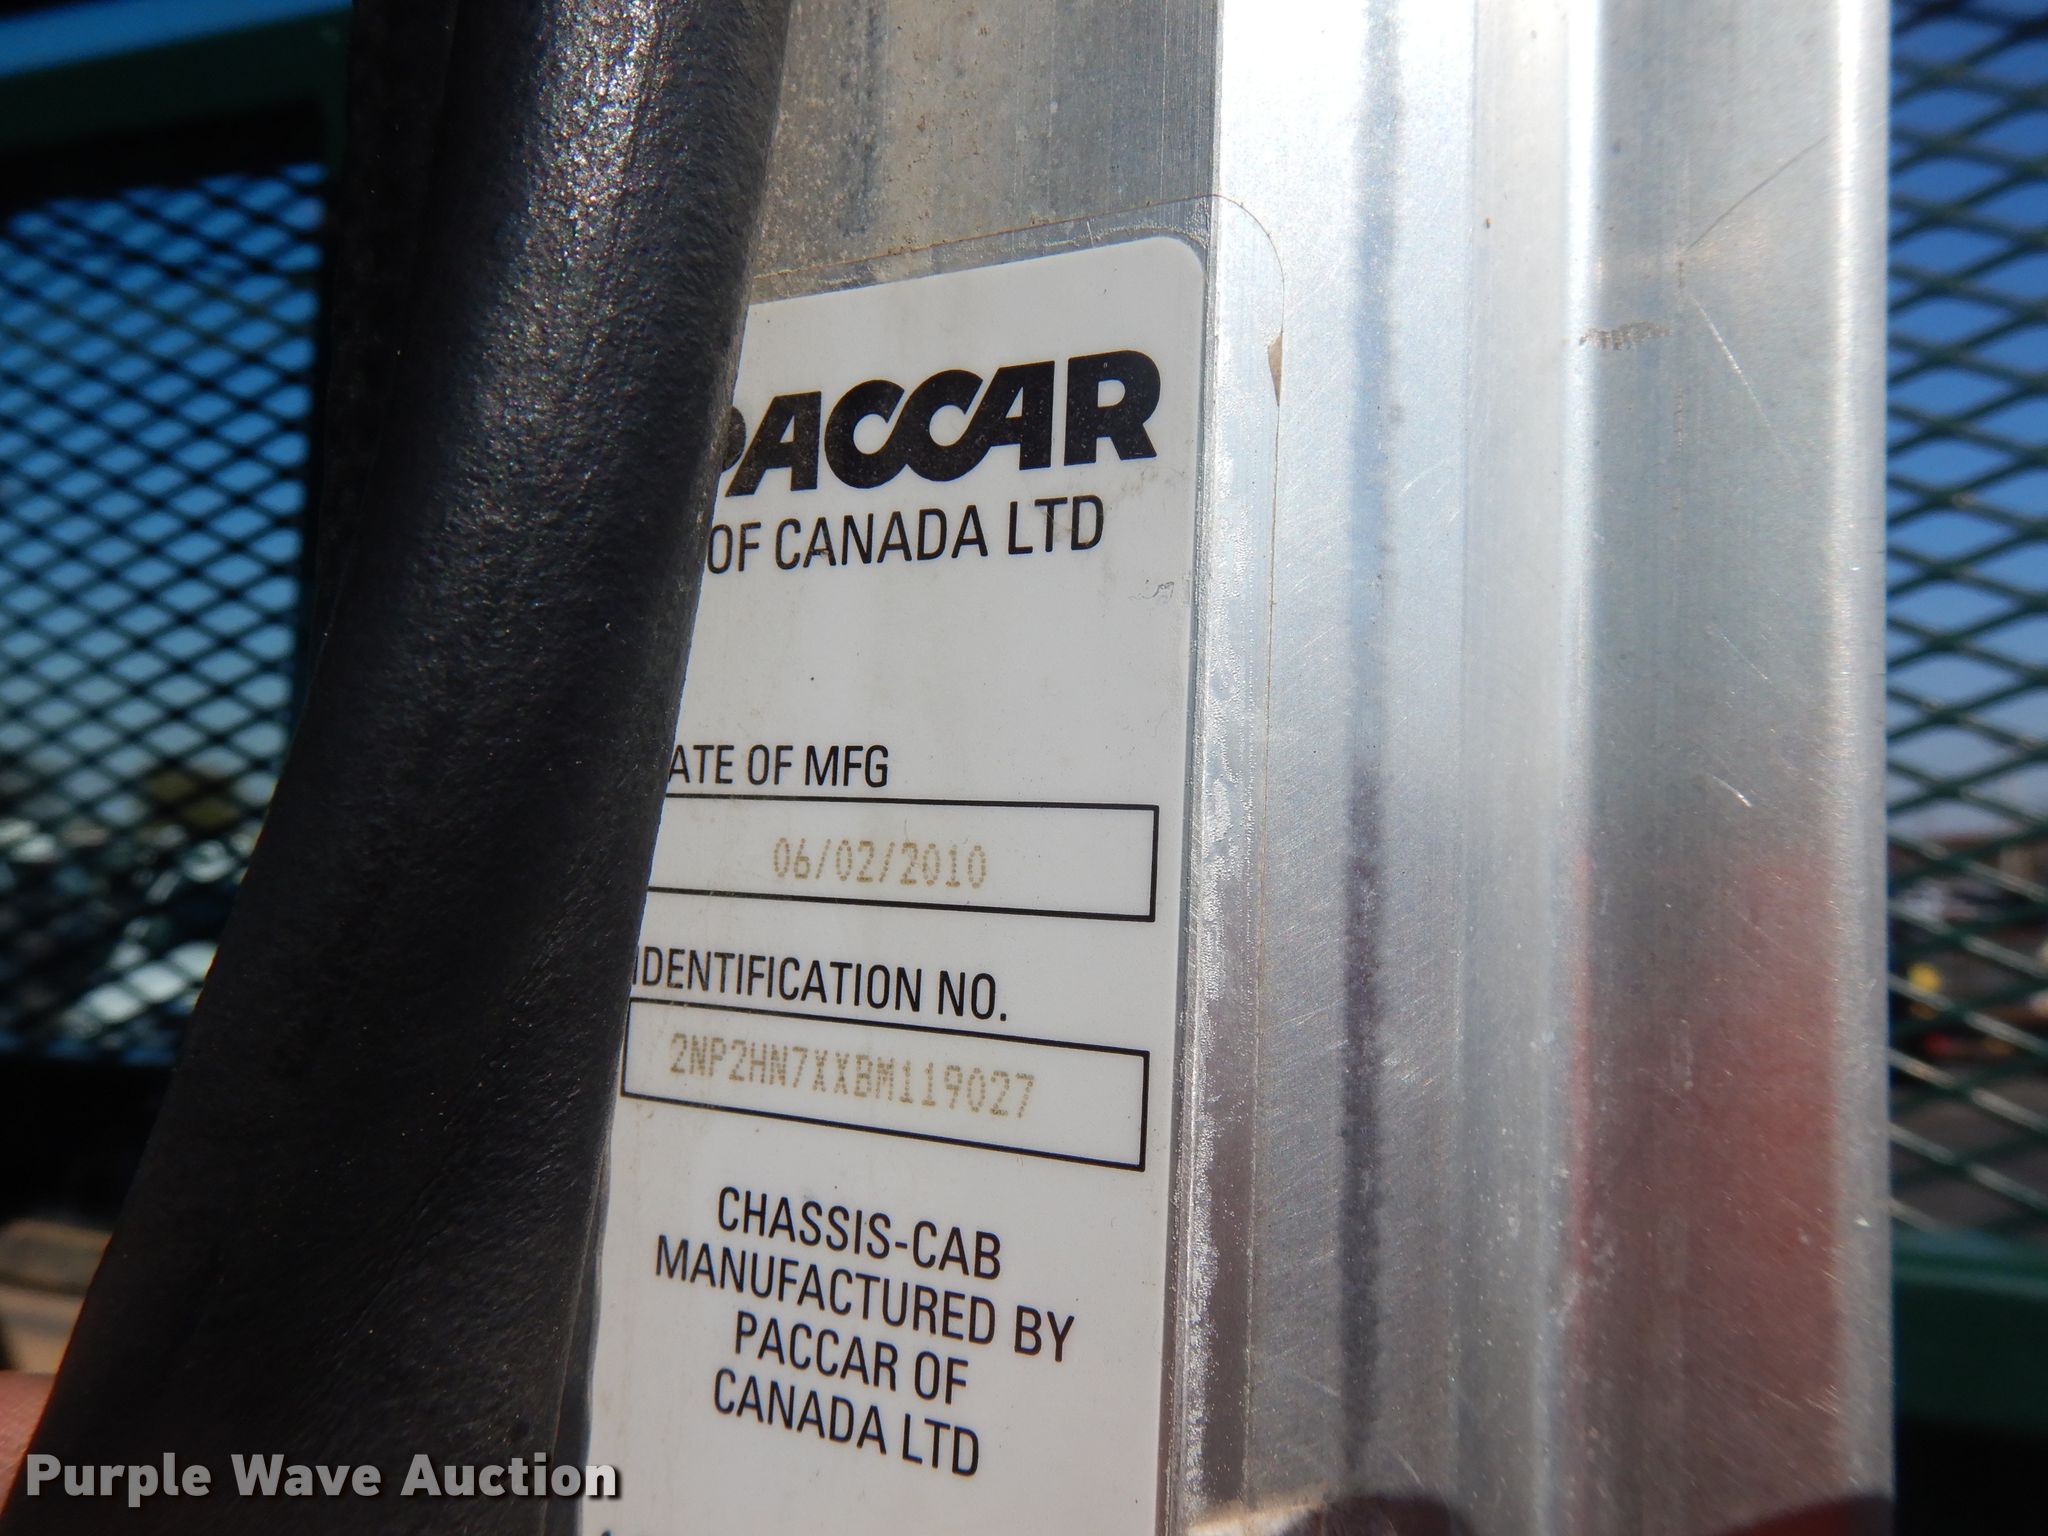 PACCAR
OF CANADA LTD
ATE OF MFG
06/02/2010
IDENTIFICATION NO.
2NP2HN7XXBM119027
CHASSIS-CAB
MANUFACTURED BY
PACCAR OF
CANADA LTD
Purple Wave Auction